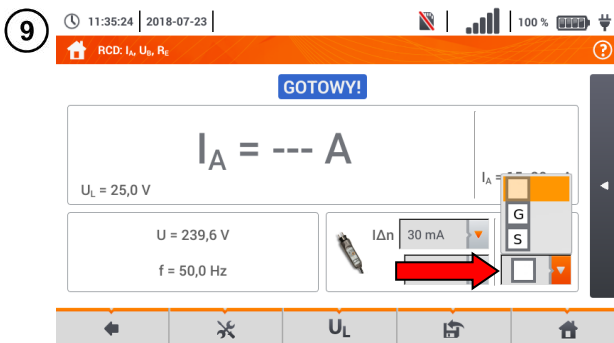 9
11:35:24 2018-07-23 100 %
RCD: IA, UB, RE ?
GOTOWY!
IA = --- A
UL = 25,0 V
IA =
U = 239,6 V
f = 50,0 Hz
IΔn 30 mA
G
S
UL